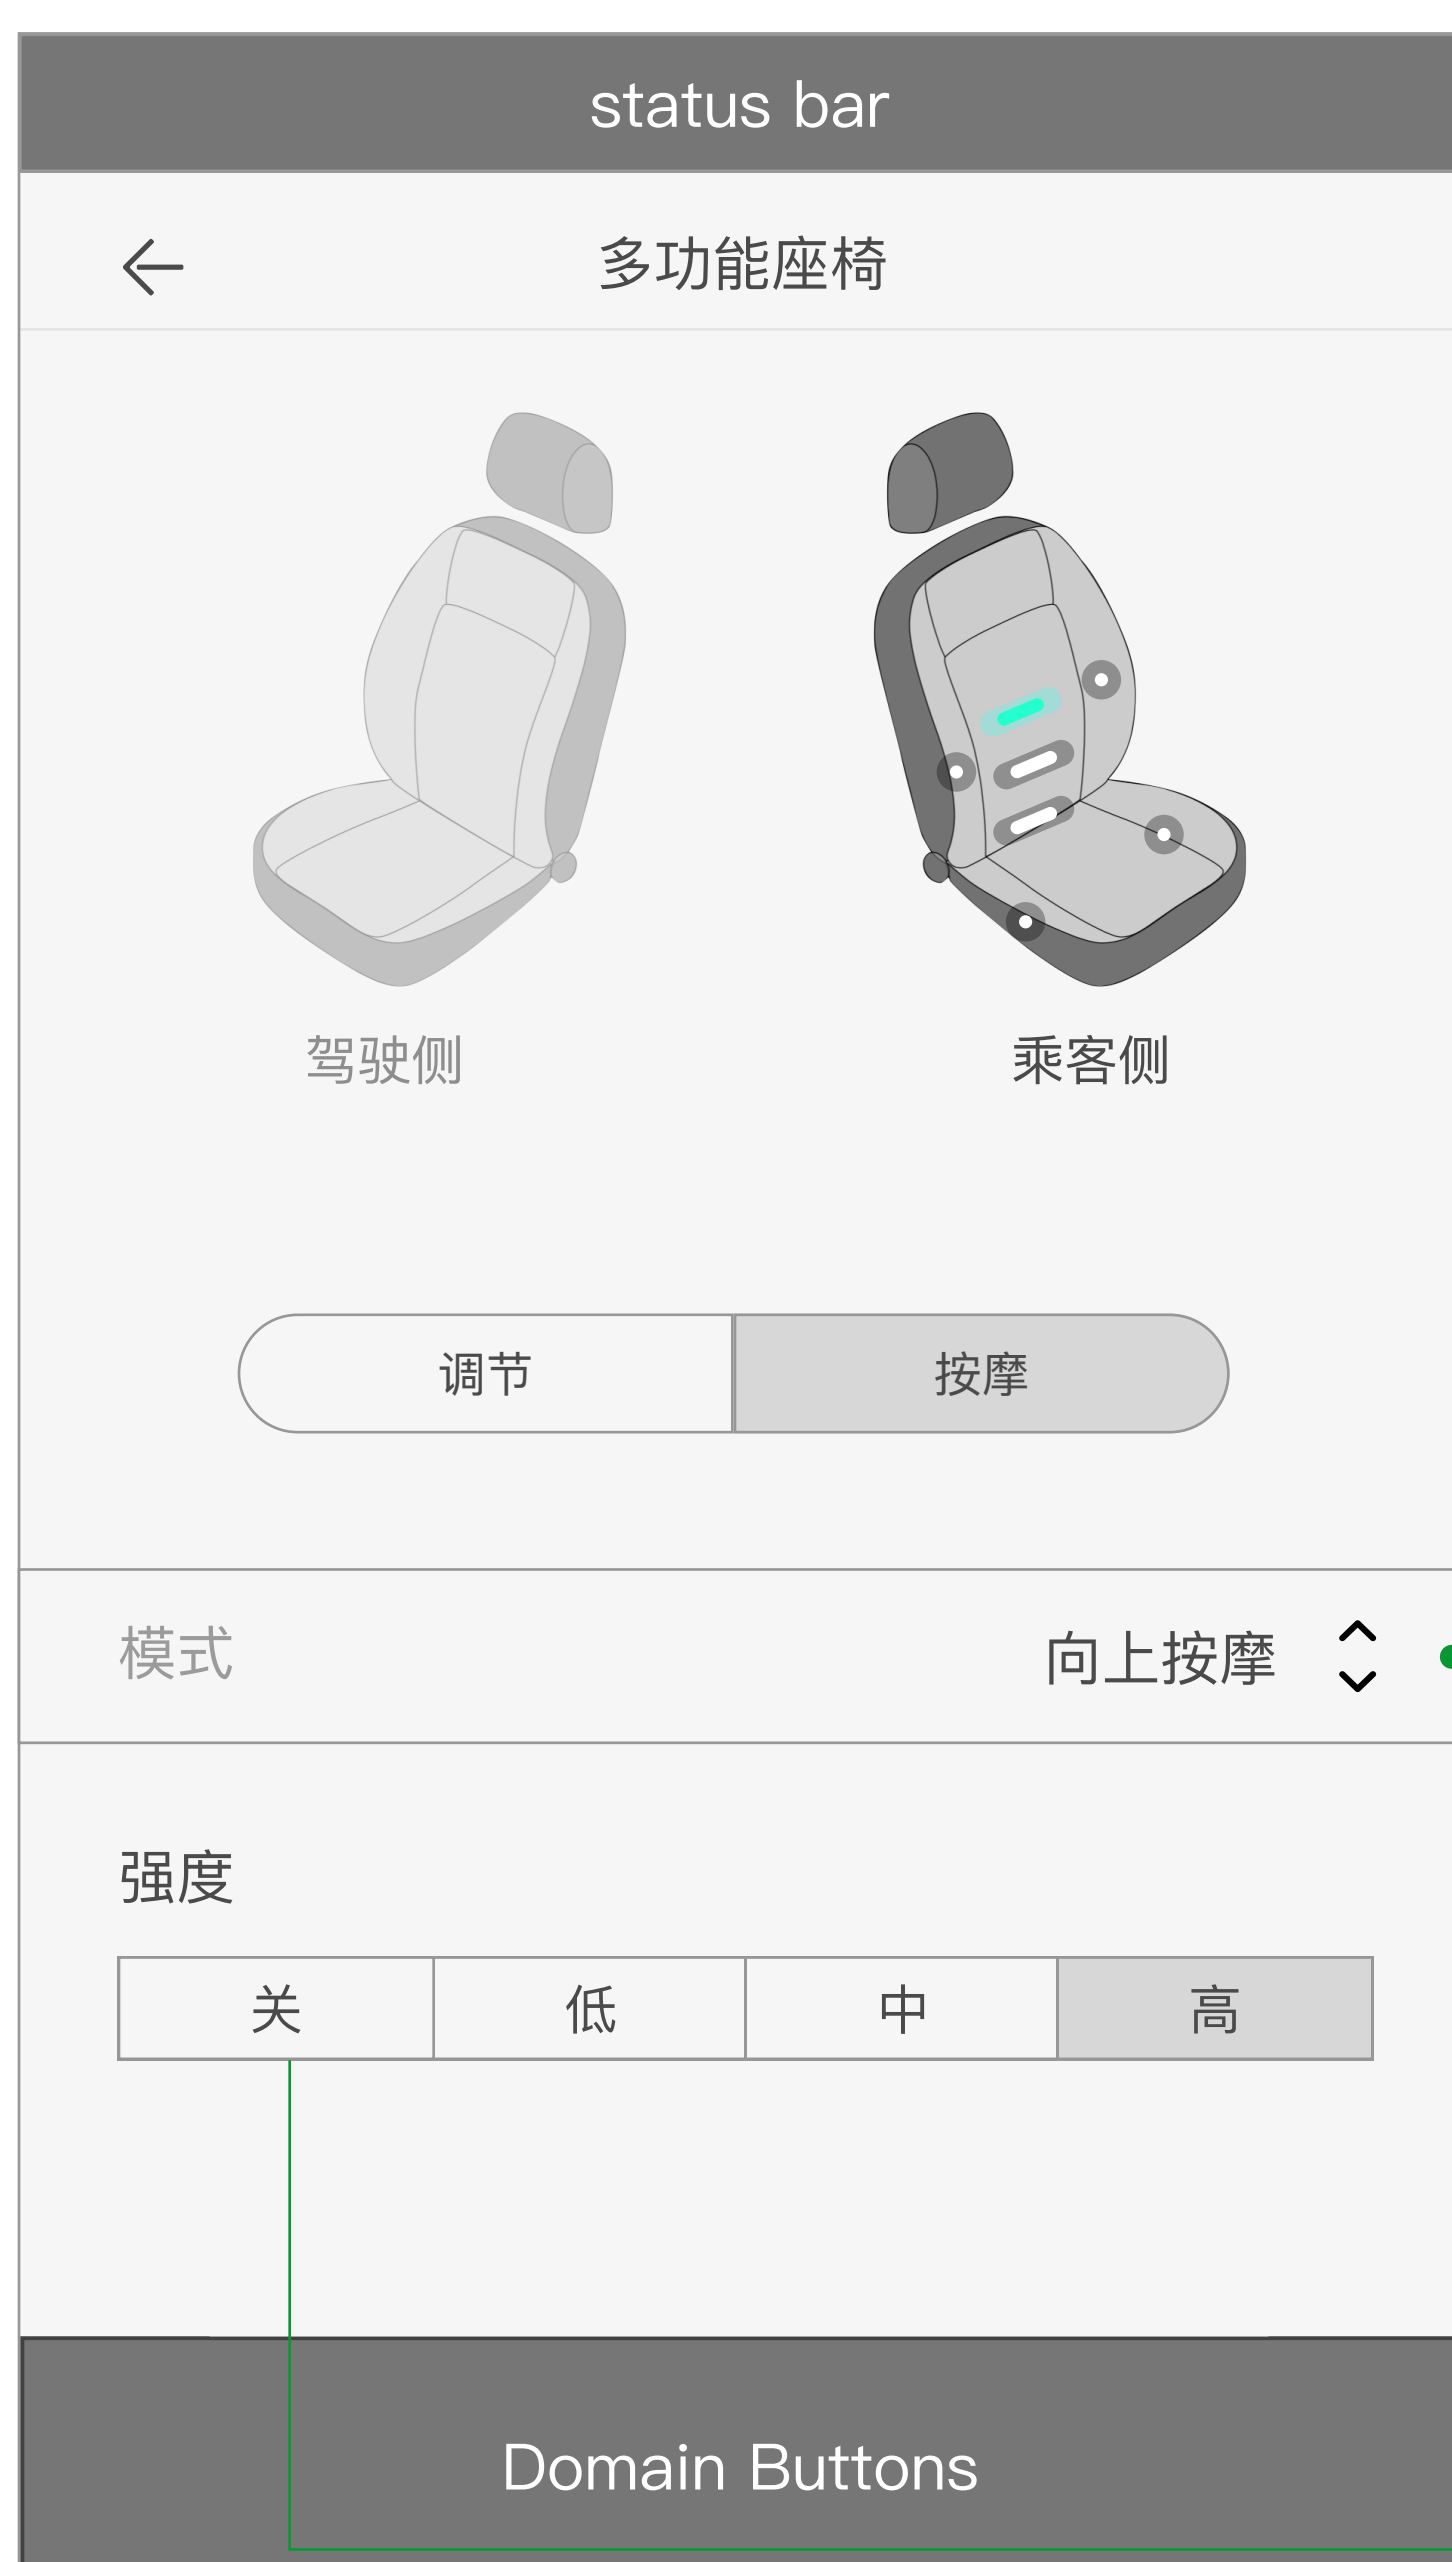 status bar
多功能座椅
驾驶侧
乘客侧
调节
按摩
模式
向上按摩
强度
关
低
中
高
Domain Buttons